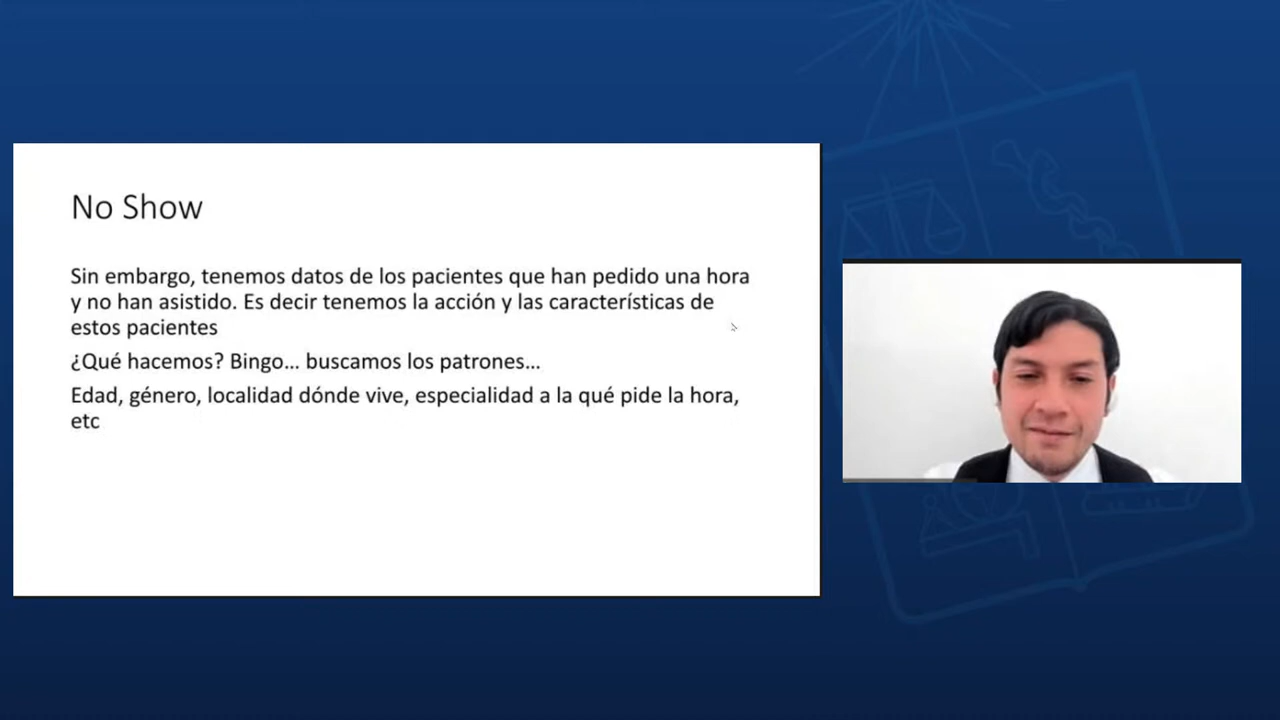 No Show
Sin embargo, tenemos datos de los pacientes que han pedido una hora
y no han asistido. Es decir tenemos la acción y las características de
estos pacientes
¿Qué hacemos? Bingo... buscamos los patrones...
Edad, género, localidad dónde vive, especialidad a la qué pide la hora,
etc